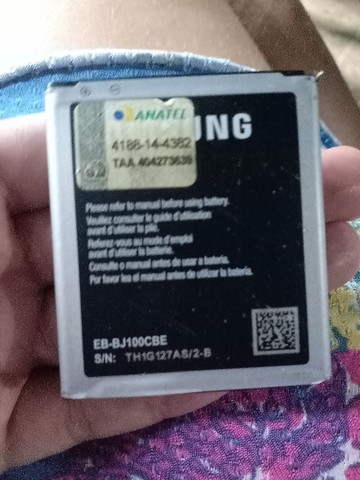 ANATEL
UNG
4188-14-4382
TAA 404273639
Please refer to manual before using battery.
Veuillez consulter le guide d'utilisation
avant d'utiliser la pile.
Referez-vous au mode d'emploi
avant d'utiliser la batterie.
Consulte o manual antes de usar a bateria.
Por favor lea el manual antes de utilizar la batería.
EB-BJ100CBE
S/N: TH1G127AS/2-B